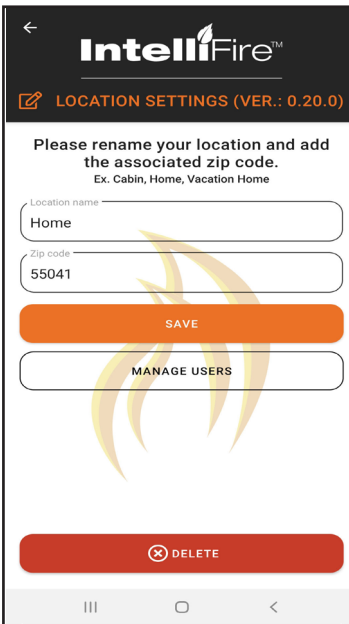 IntelliFire™
LOCATION SETTINGS (VER.: 0.20.0)
Please rename your location and add
the associated zip code.
Ex. Cabin, Home, Vacation Home
Location name
Home
Zip code
55041
SAVE
MANAGE USERS
DELETE